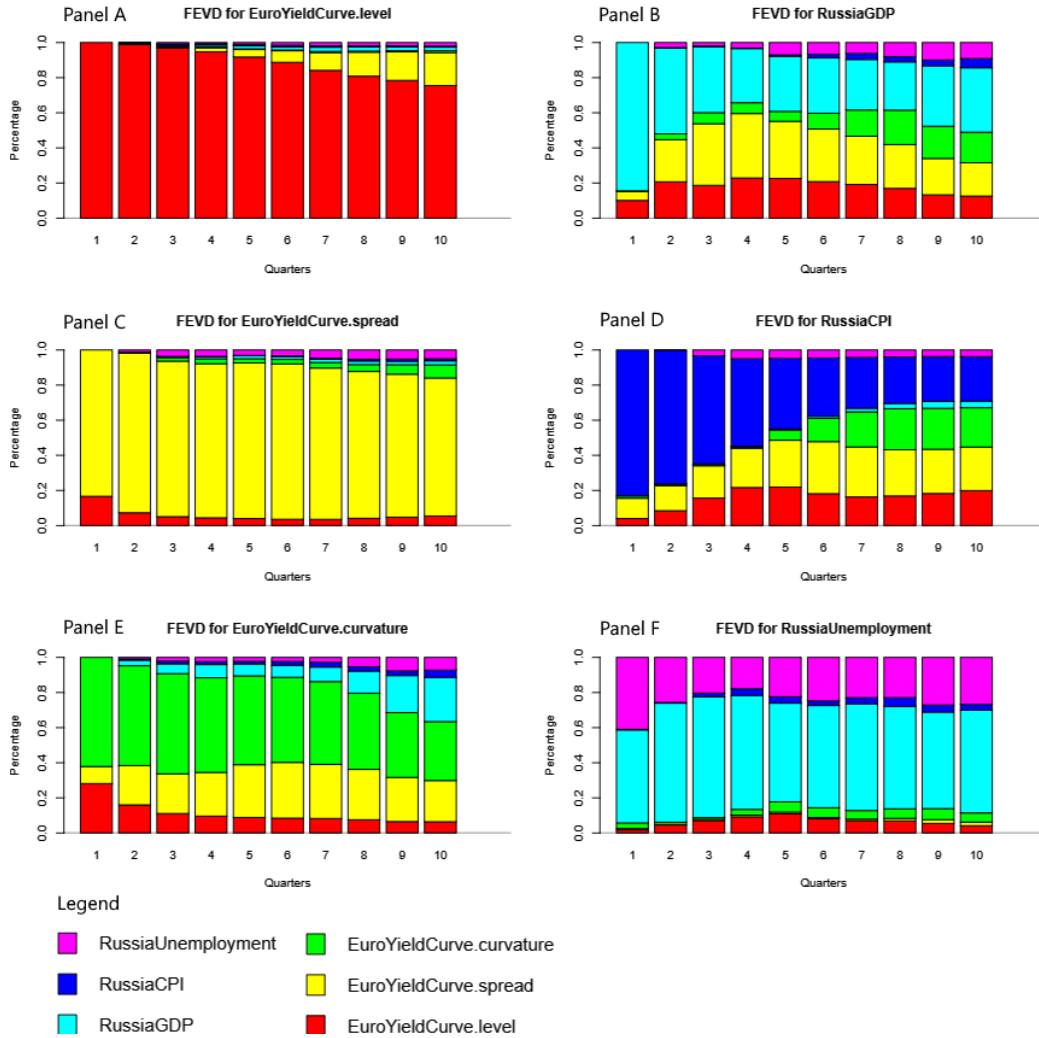 Panel A
FEVD for EuroYieldCurve.level
Percentage
0.0 0.2 0.4 0.6 0.8 1.0
1 2 3 4 5 6 7 8 9 10
Quarters
Panel B
FEVD for RussiaGDP
Percentage
0.0 0.2 0.4 0.6 0.8 1.0
1 2 3 4 5 6 7 8 9 10
Quarters
Panel C
FEVD for EuroYieldCurve.spread
Percentage
0.0 0.2 0.4 0.6 0.8 1.0
1 2 3 4 5 6 7 8 9 10
Quarters
Panel D
FEVD for RussiaCPI
Percentage
0.0 0.2 0.4 0.6 0.8 1.0
1 2 3 4 5 6 7 8 9 10
Quarters
Panel E
FEVD for EuroYieldCurve.curvature
Percentage
0.0 0.2 0.4 0.6 0.8 1.0
1 2 3 4 5 6 7 8 9 10
Quarters
Panel F
FEVD for RussiaUnemployment
Percentage
0.0 0.2 0.4 0.6 0.8 1.0
1 2 3 4 5 6 7 8 9 10
Quarters
Legend
RussiaUnemployment
RussiaCPI
RussiaGDP
EuroYieldCurve.curvature
EuroYieldCurve.spread
EuroYieldCurve.level